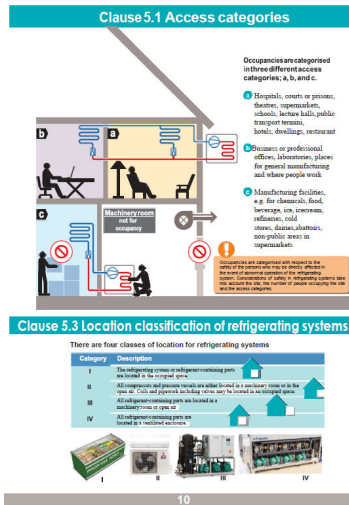 Clause 5.1 Access categories
Occupancies are categorised
in three different access
categories; a, b, and c.
a Hospitals, courts or prisons,
theatres, supermarkets,
schools, lecture halls, public
transport termini,
hotels, dwellings, restaurant
b Business or professional
offices, laboratories, places
for general manufacturing
and where people work
c Manufacturing facilities,
e.g. for chemicals, food,
beverage, ice, icecream,
refineries, cold
stores, dairies, abattoirs,
non-public areas in
supermarkets
b
a
c
Machinery room
not for
occupancy
Occupancies are categorised with respect to the
safety of the persons who may be directly affected in
the event of abnormal operation of the refrigerating
system. Considerations of safety in refrigerating systems take
into account the site, the number of people occupying the site
and the access categories.
Clause 5.3 Location classification of refrigerating systems
There are four classes of location for refrigerating systems
Category Description
I The refrigerating system or refrigerant-containing parts
are located in the occupied space.
II All compressors and pressure vessels are either located in a machinery room or in the
open air. Coils and pipework including valves may be located in an occupied space.
III All refrigerant-containing parts are located in a
machinery room or open air
IV All refrigerant-containing parts are
located in a ventilated enclosure.
I
II
III
IV
10